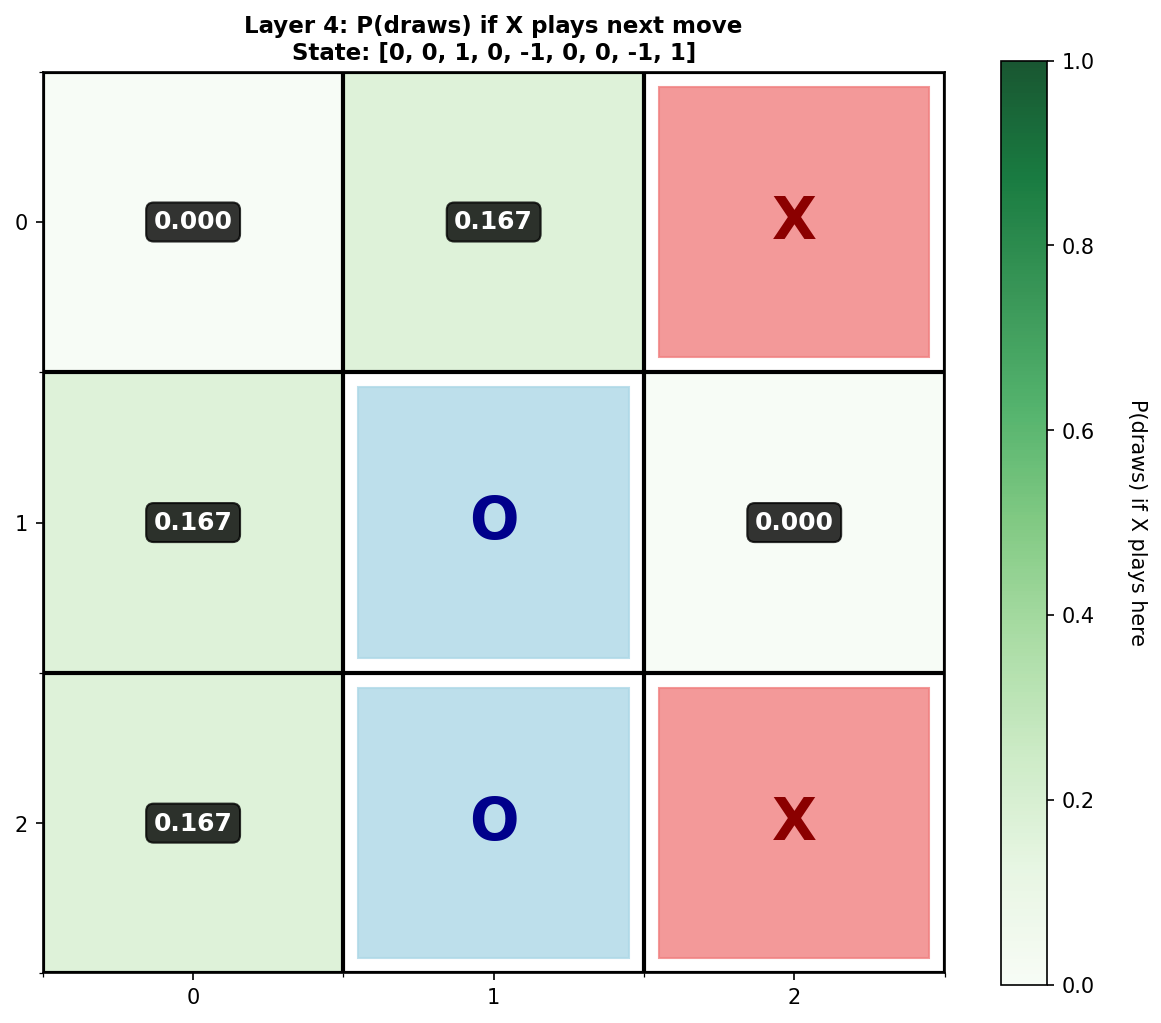 Layer 4: P(draws) if X plays next move
State: [0, 0, 1, 0, -1, 0, 0, -1, 1]
0
0.000
0.167
X
1
0.167
O
0.000
2
0.167
O
X
0
1
2
1.0
0.8
0.6
0.4
0.2
0.0
P(draws) if X plays here